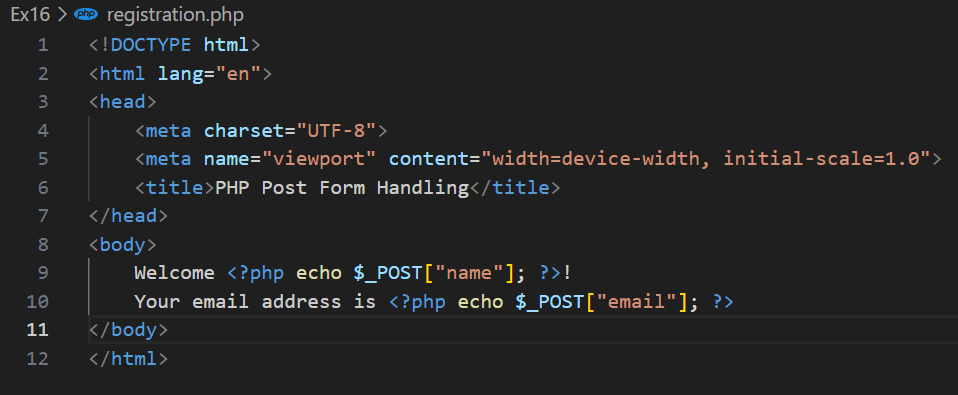 Ex16 > php registration.php
1 <!DOCTYPE html>
2 <html lang="en">
3 <head>
4     <meta charset="UTF-8">
5     <meta name="viewport" content="width=device-width, initial-scale=1.0">
6     <title>PHP Post Form Handling</title>
7 </head>
8 <body>
9     Welcome <?php echo $_POST["name"]; ?>!
10     Your email address is <?php echo $_POST["email"]; ?>
11 </body>
12 </html>